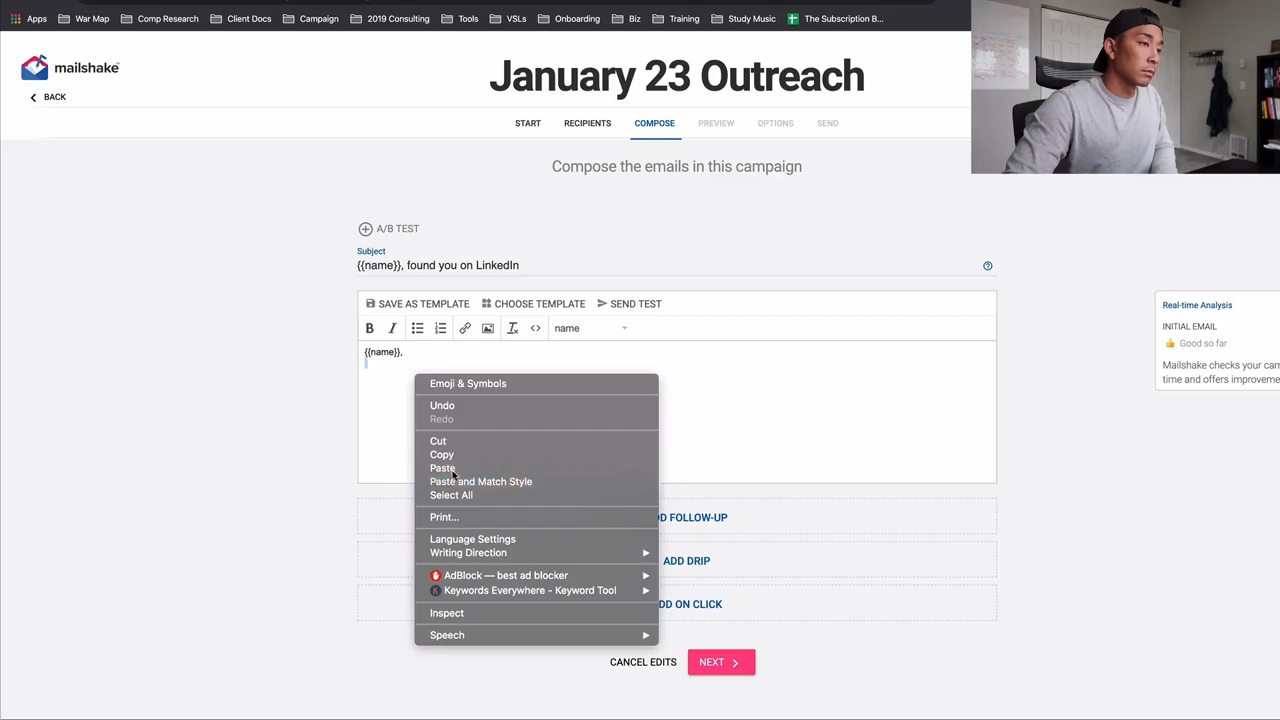 Apps War Map Comp Research Client Docs Campaign 2019 Consulting Tools VSLs Onboarding Biz Training Study Music The Subscription B...
mailshake
January 23 Outreach
BACK
START RECIPIENTS COMPOSE PREVIEW OPTIONS SEND
Compose the emails in this campaign
A/B TEST
Subject
{{name}}, found you on LinkedIn
SAVE AS TEMPLATE CHOOSE TEMPLATE SEND TEST
B I name
{{name}},
Real-time Analysis
INITIAL EMAIL
Good so far
Mailshake checks your cam
time and offers improveme
Emoji & Symbols
Undo
Redo
Cut
Copy
Paste
Paste and Match Style
Select All
Print...
Language Settings
Writing Direction
AdBlock — best ad blocker
Keywords Everywhere - Keyword Tool
Inspect
Speech
D FOLLOW-UP
ADD DRIP
DD ON CLICK
CANCEL EDITS NEXT